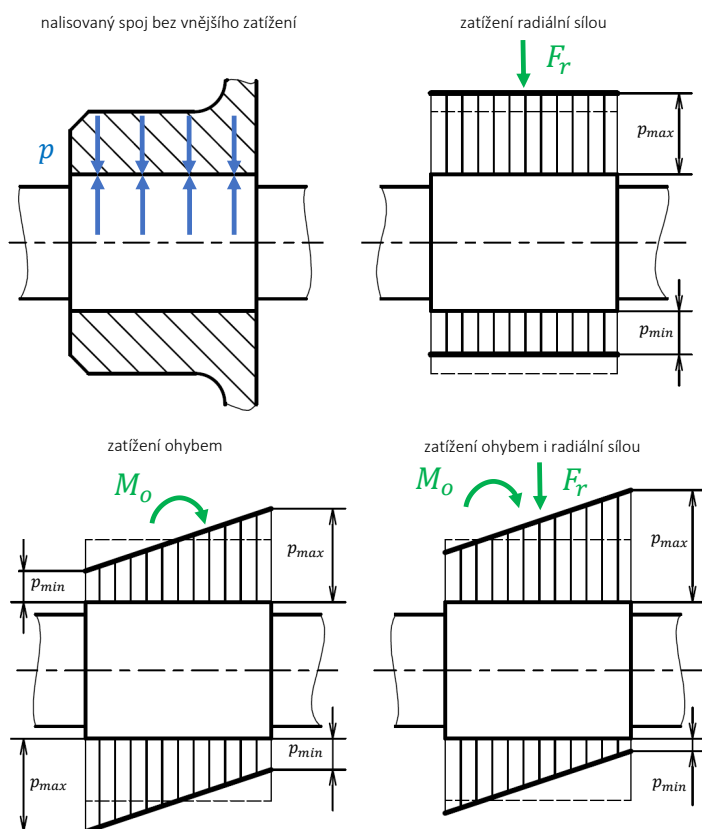 nalisovaný spoj bez vnějšího zatížení
p
zatížení radiální sílou
F_r
p_max
p_min
zatížení ohybem
M_o
p_min
p_max
p_max
p_min
zatížení ohybem i radiální sílou
M_o
F_r
p_max
p_min